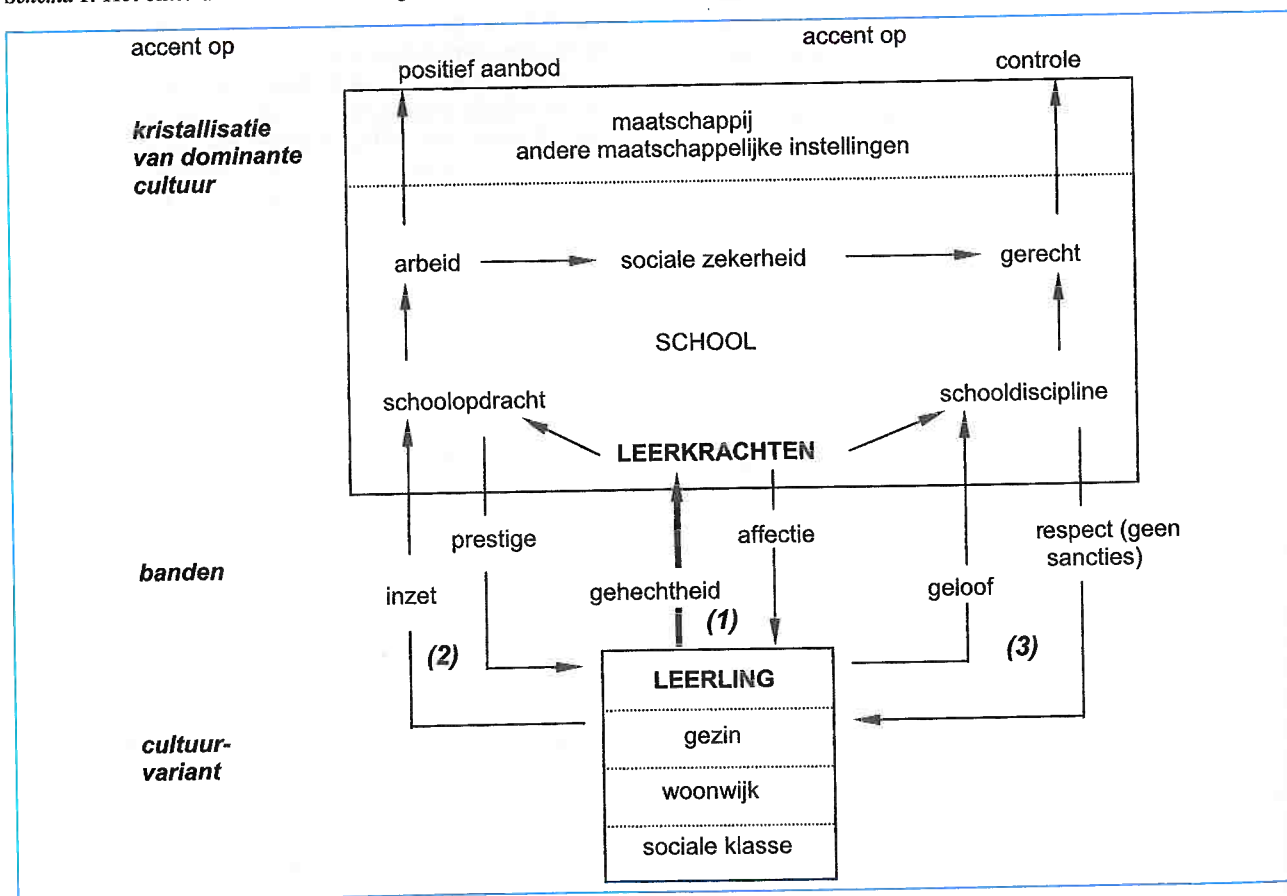 accent op
accent op
positief aanbod
controle
kristallisatie
van dominante
cultuur
maatschappij
andere maatschappelijke instellingen
arbeid
sociale zekerheid
gerecht
SCHOOL
schoolopdracht
schooldiscipline
LEERKRACHTEN
prestige
affectie
respect (geen
sancties)
banden
inzet
gehechtheid
geloof
(1)
(2)
(3)
LEERLING
cultuur-
variant
gezin
woonwijk
sociale klasse